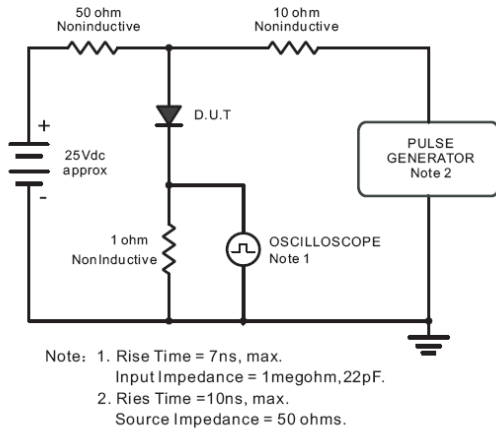 50 ohm
Noninductive
10 ohm
Noninductive
D.U.T
+
25Vdc
approx
-
PULSE
GENERATOR
Note 2
1 ohm
NonInductive
OSCILLOSCOPE
Note 1
Note: 1. Rise Time = 7ns, max.
Input Impedance = 1megohm,22pF.
2. Ries Time =10ns, max.
Source Impedance = 50 ohms.